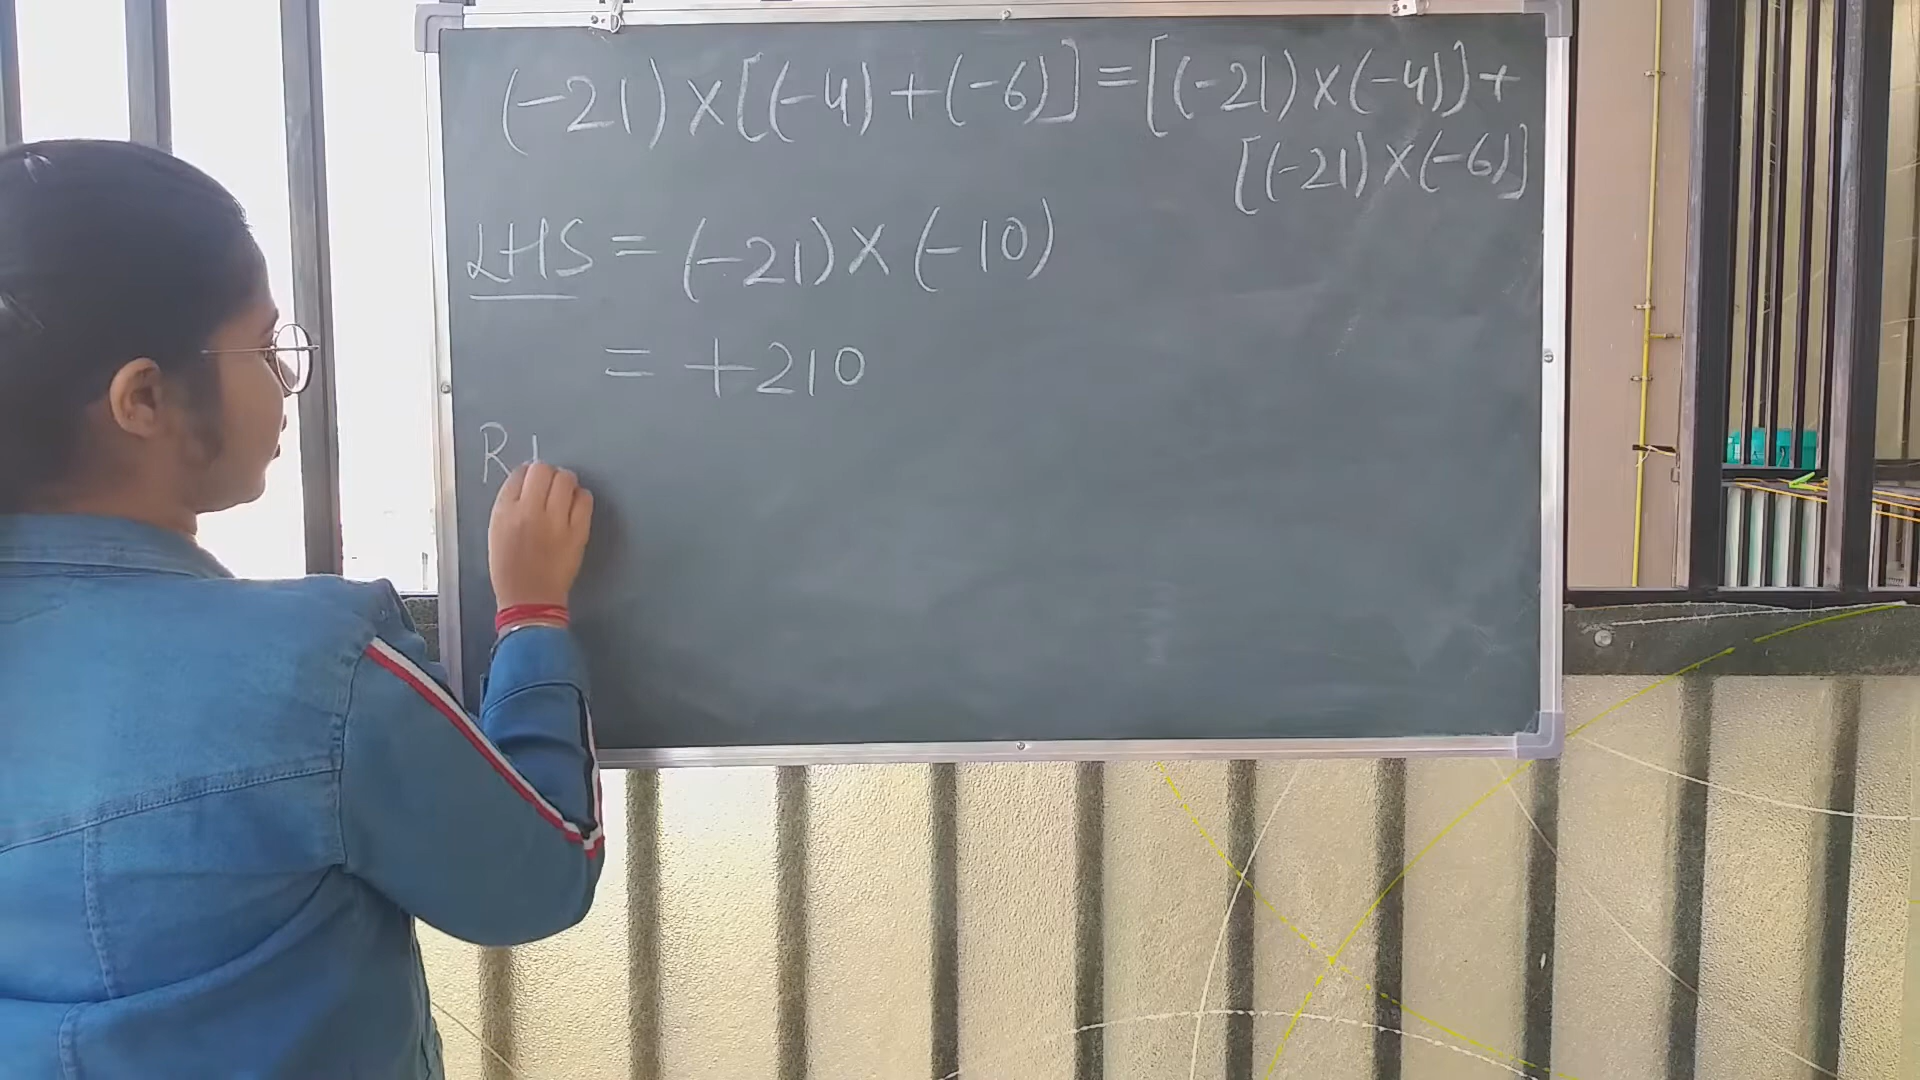 (-21) × [(-4) + (-6)] = [(-21) × (-4)] +
[(-21) × (-6)]
LHS = (-21) × (-10)
= +210
R